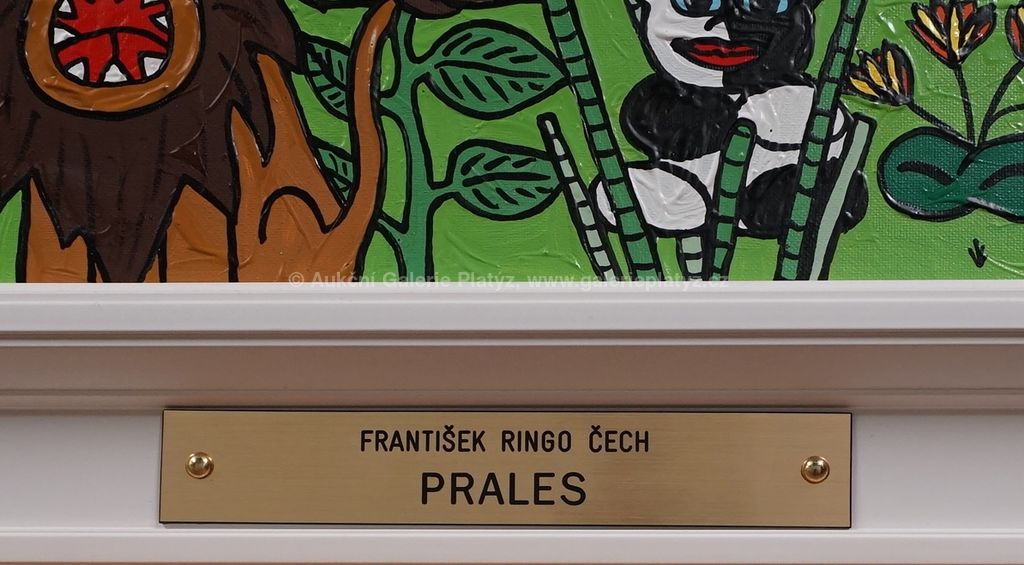 © Aukční Galerie Platýz, www.galerieplatyz.cz
FRANTIŠEK RINGO ČECH
PRALES